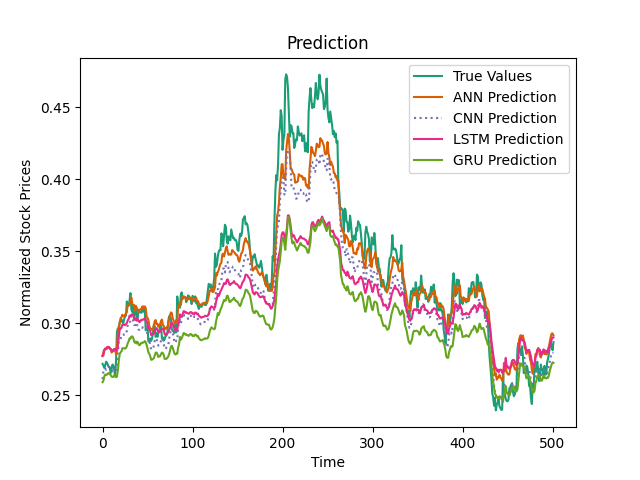 Prediction
True Values
ANN Prediction
CNN Prediction
LSTM Prediction
GRU Prediction
Normalized Stock Prices
0.45
0.40
0.35
0.30
0.25
0 100 200 300 400 500
Time